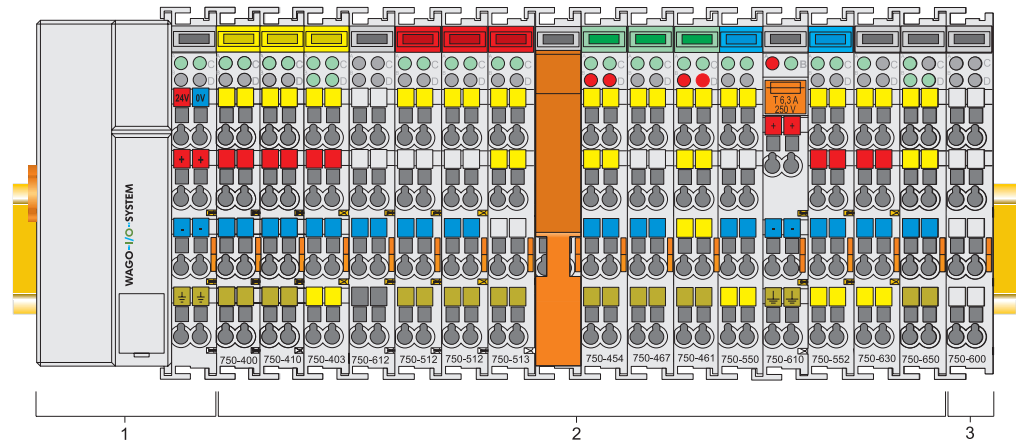 C C C C C C C C C C C C B C C C C
D D D D D D D D D D D D D D D D D
24V 0V
T 6,3 A
250 V
+ +
+ +
WAGO-I/O-SYSTEM
- -
- -
750-400 750-410 750-403 750-612 750-512 750-512 750-513 750-454 750-467 750-461 750-550 750-610 750-552 750-630 750-650 750-600
1 2 3